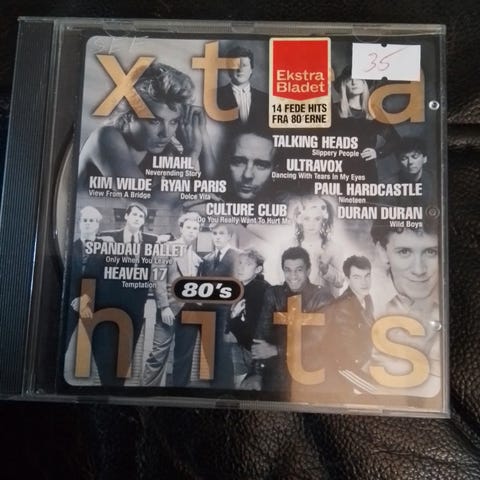 xtra
Ekstra
Bladet
14 FEDE HITS
FRA 80'ERNE
35
TALKING HEADS
Slippery People
LIMAHL
Neverending Story
ULTRAVOX
Dancing With Tears In My Eyes
KIM WILDE
View From A Bridge
RYAN PARIS
Dolce Vita
PAUL HARDCASTLE
Nineteen
CULTURE CLUB
Do You Really Want To Hurt Me
DURAN DURAN
Wild Boys
SPANDAU BALLET
Only When You Leave
HEAVEN 17
Temptation
80's
hits